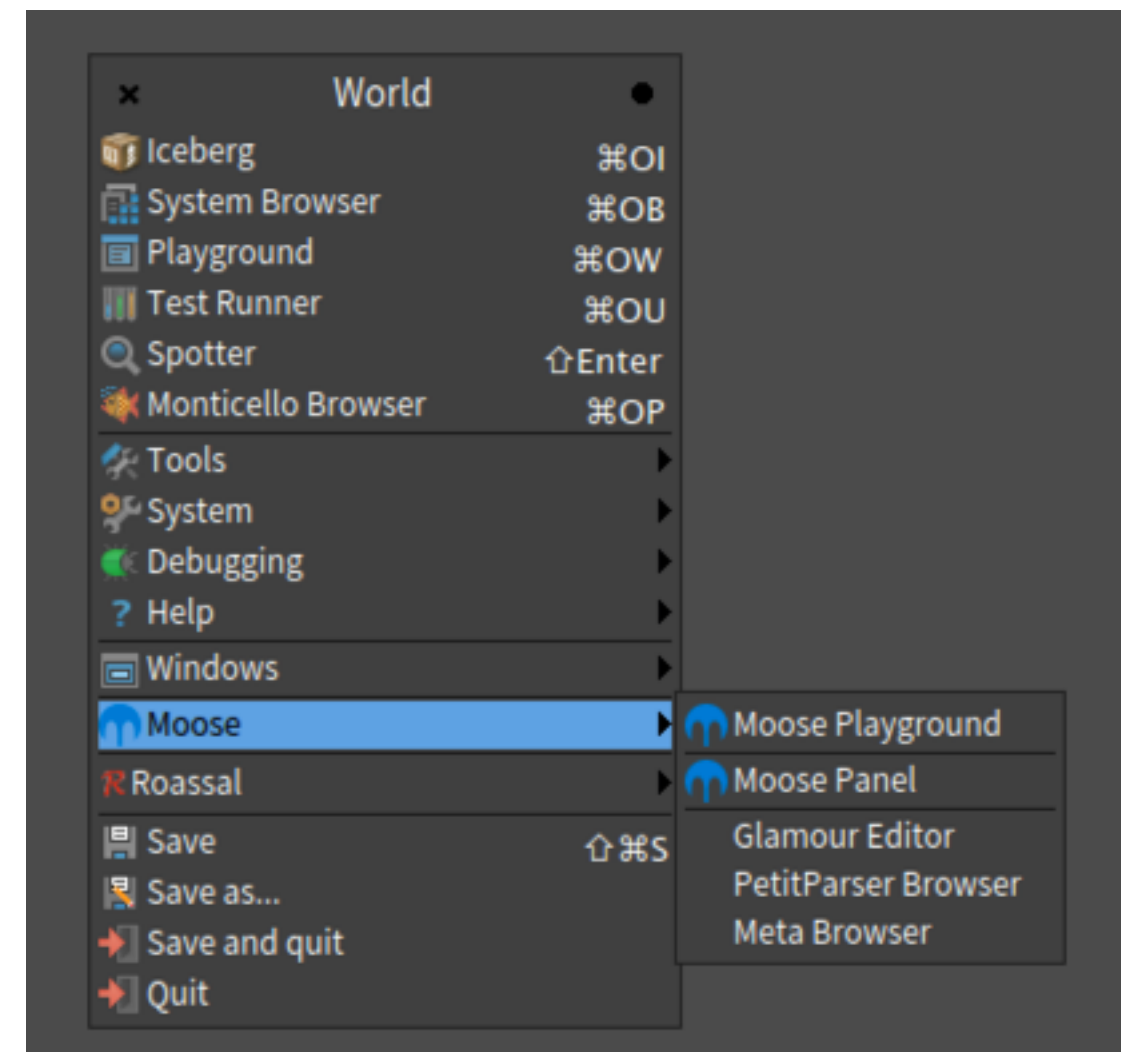 World
Iceberg ⌘OI
System Browser ⌘OB
Playground ⌘OW
Test Runner ⌘OU
Spotter ⇧Enter
Monticello Browser ⌘OP
Tools
System
Debugging
? Help
Windows
Moose
Roassal
Save ⇧⌘S
Save as...
Save and quit
Quit
Moose Playground
Moose Panel
Glamour Editor
PetitParser Browser
Meta Browser